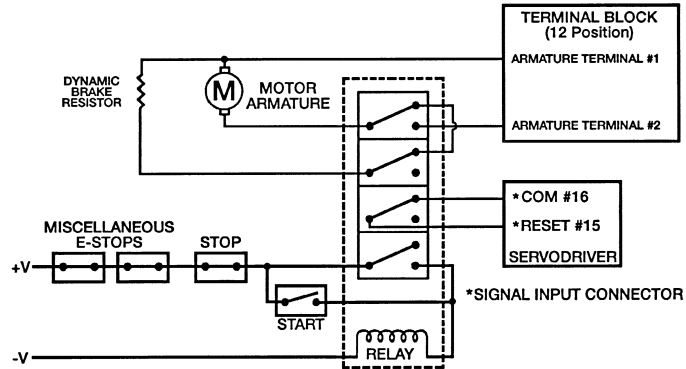 TERMINAL BLOCK
(12 Position)
ARMATURE TERMINAL #1
DYNAMIC
BRAKE
RESISTOR
M
MOTOR
ARMATURE
ARMATURE TERMINAL #2
*COM #16
*RESET #15
SERVODRIVER
MISCELLANEOUS
E-STOPS
STOP
+V
*SIGNAL INPUT CONNECTOR
START
RELAY
-V